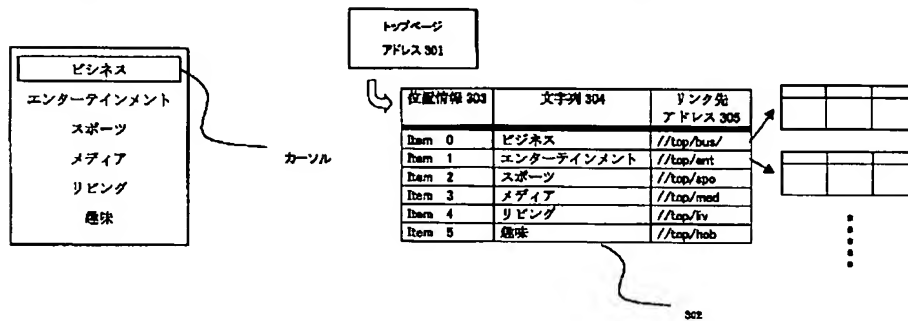 トップページ
アドレス 301
ビジネス
エンターテインメント
スポーツ
メディア
リビング
趣味
カーソル
位置情報 303 文字列 304 リンク先
アドレス 305
Item 0 ビジネス //top/bus/
Item 1 エンターテインメント //top/ent
Item 2 スポーツ //top/spo
Item 3 メディア //top/med
Item 4 リビング //top/liv
Item 5 趣味 //top/hob
302